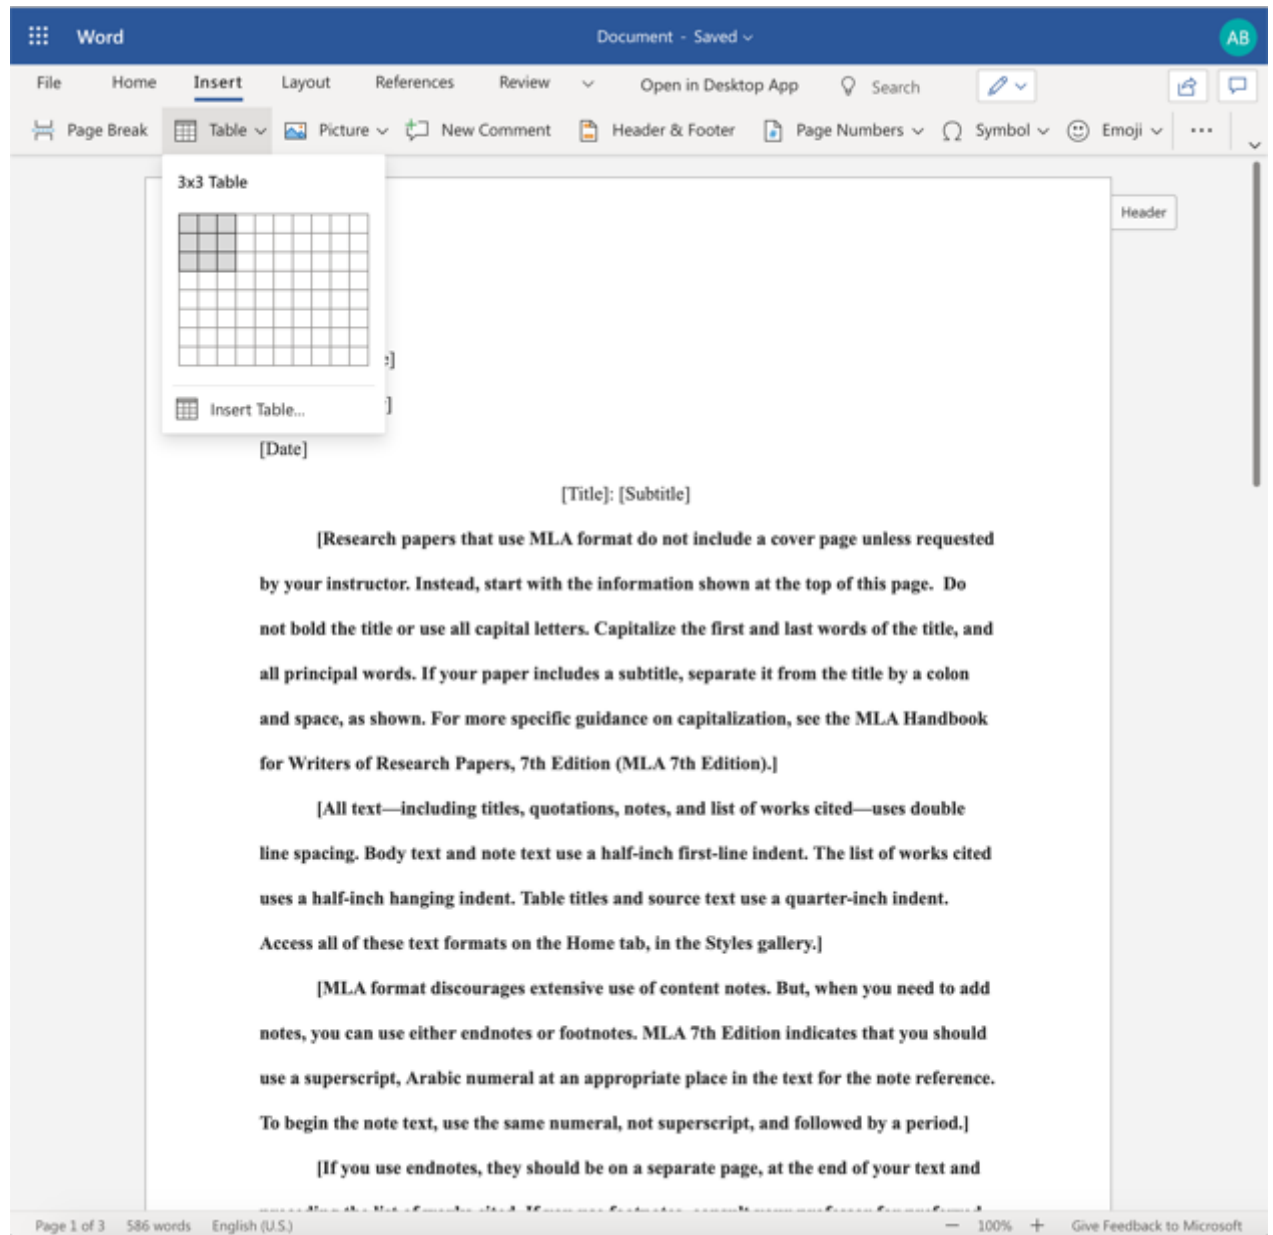 Word
Document - Saved
AB
File Home Insert Layout References Review Open in Desktop App Search
Page Break Table Picture New Comment Header & Footer Page Numbers Symbol Emoji ...
3x3 Table
Insert Table...
Header
]
]
[Date]
[Title]: [Subtitle]
[Research papers that use MLA format do not include a cover page unless requested
by your instructor. Instead, start with the information shown at the top of this page.  Do
not bold the title or use all capital letters. Capitalize the first and last words of the title, and
all principal words. If your paper includes a subtitle, separate it from the title by a colon
and space, as shown. For more specific guidance on capitalization, see the MLA Handbook
for Writers of Research Papers, 7th Edition (MLA 7th Edition).]
[All text—including titles, quotations, notes, and list of works cited—uses double
line spacing. Body text and note text use a half-inch first-line indent. The list of works cited
uses a half-inch hanging indent. Table titles and source text use a quarter-inch indent.
Access all of these text formats on the Home tab, in the Styles gallery.]
[MLA format discourages extensive use of content notes. But, when you need to add
notes, you can use either endnotes or footnotes. MLA 7th Edition indicates that you should
use a superscript, Arabic numeral at an appropriate place in the text for the note reference.
To begin the note text, use the same numeral, not superscript, and followed by a period.]
[If you use endnotes, they should be on a separate page, at the end of your text and
Page 1 of 3 586 words English (U.S.) 100% Give Feedback to Microsoft